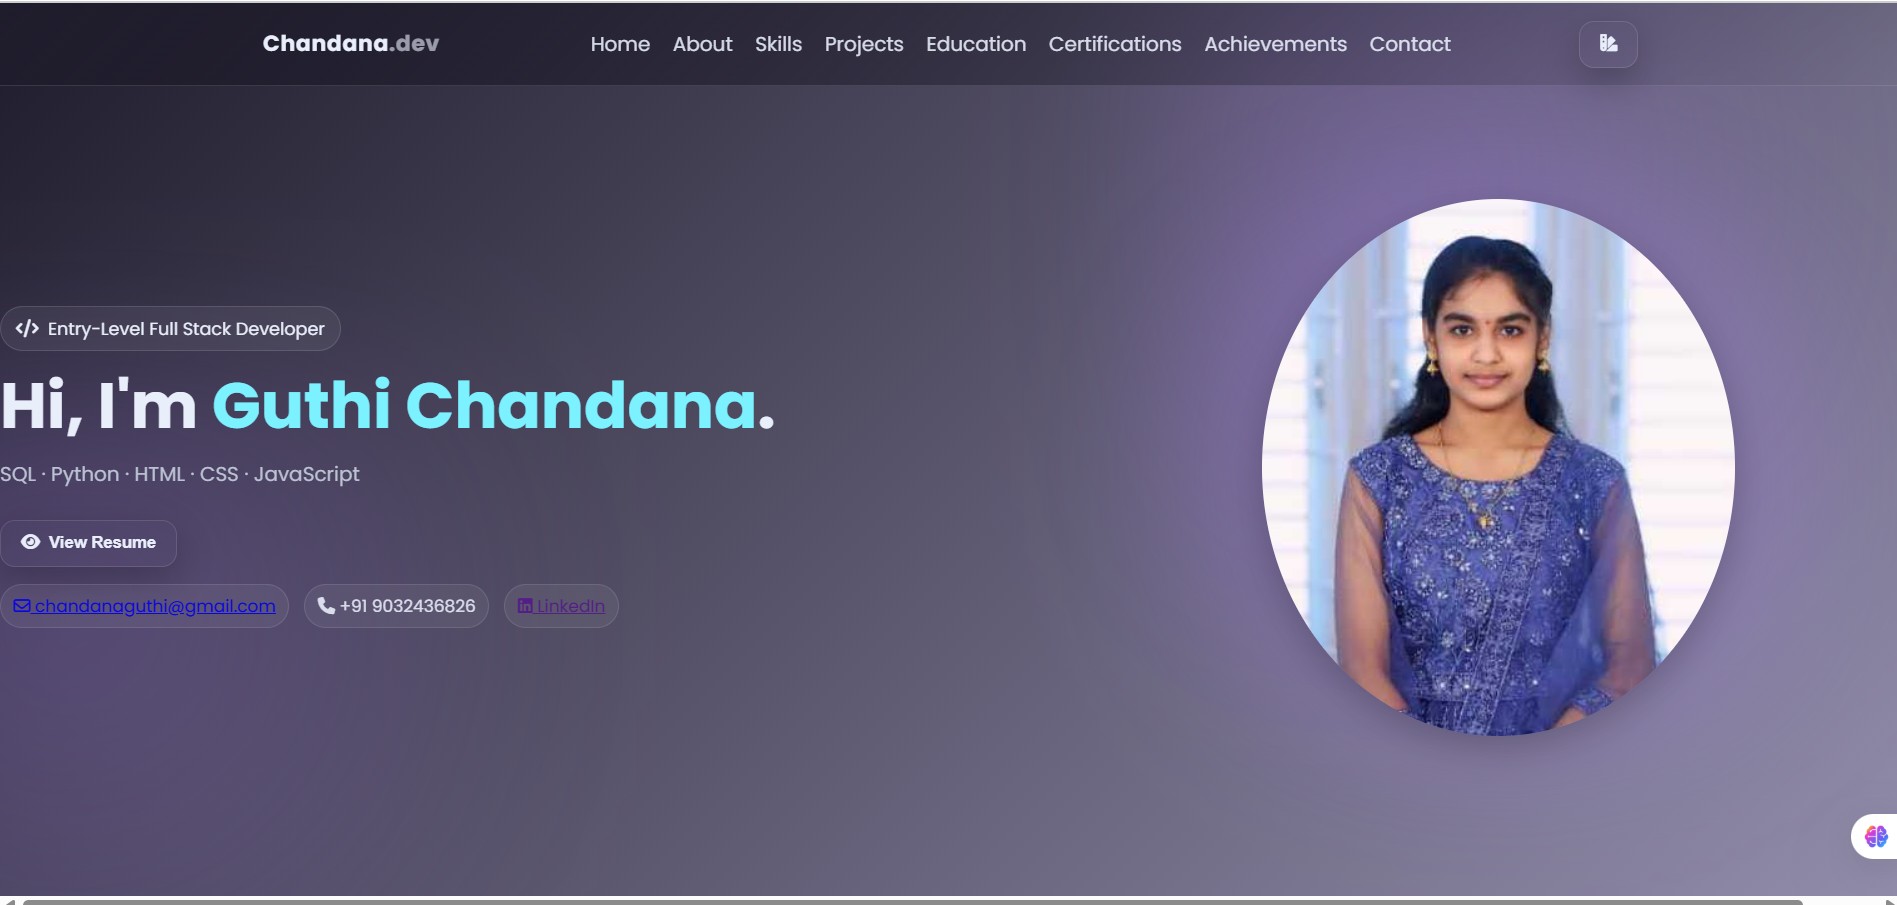 Chandana.dev
Home About Skills Projects Education Certifications Achievements Contact
Entry-Level Full Stack Developer
Hi, I'm Guthi Chandana.
SQL · Python · HTML · CSS · JavaScript
View Resume
chandanaguthi@gmail.com +91 9032436826 LinkedIn